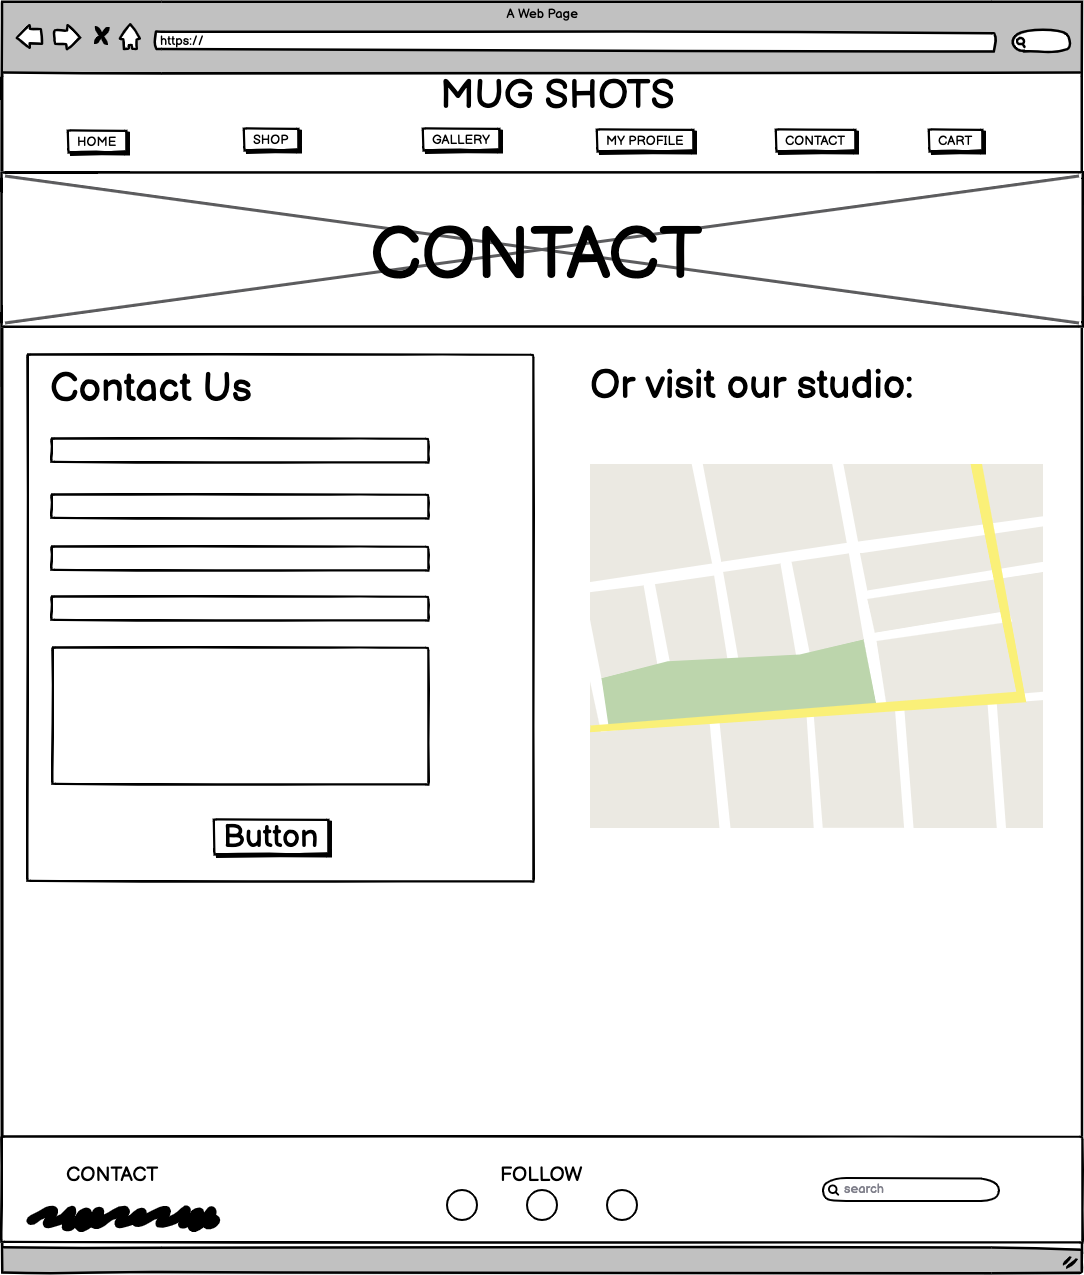 A Web Page
https://
MUG SHOTS
HOME SHOP GALLERY MY PROFILE CONTACT CART
CONTACT
Contact Us
Button
Or visit our studio:
CONTACT
FOLLOW
search